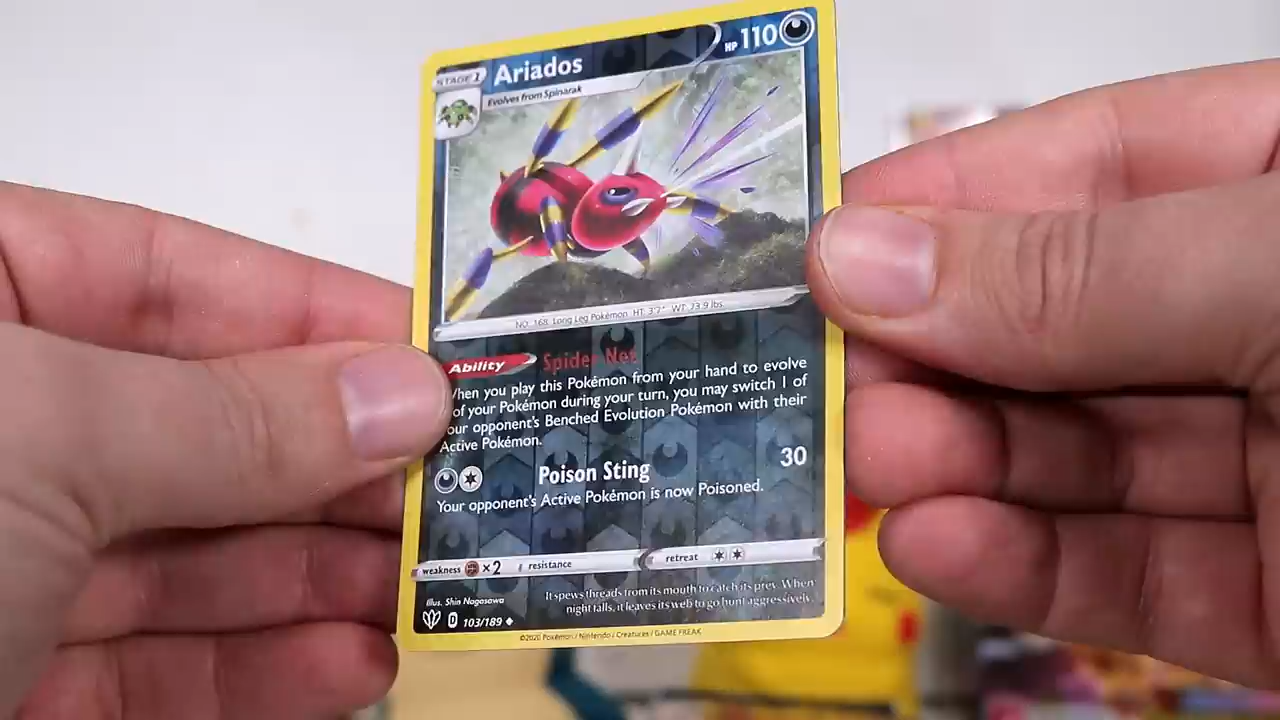 STAGE 1
Ariados
HP 110
Evolves from Spinarak
NO. 168 Long Leg Pokémon HT: 3'7" WT: 73.9 lbs.
Ability Spider Net
hen you play this Pokémon from your hand to evolve
of your Pokémon during your turn, you may switch 1 of
our opponent's Benched Evolution Pokémon with their
Active Pokémon.
Poison Sting 30
Your opponent's Active Pokémon is now Poisoned.
weakness ×2 resistance retreat
Illus. Shin Nagasawa
It spews threads from its mouth to catch its prey. When
night falls, it leaves its web to go hunt aggressively.
D 103/189
©2020 Pokémon / Nintendo / Creatures / GAME FREAK